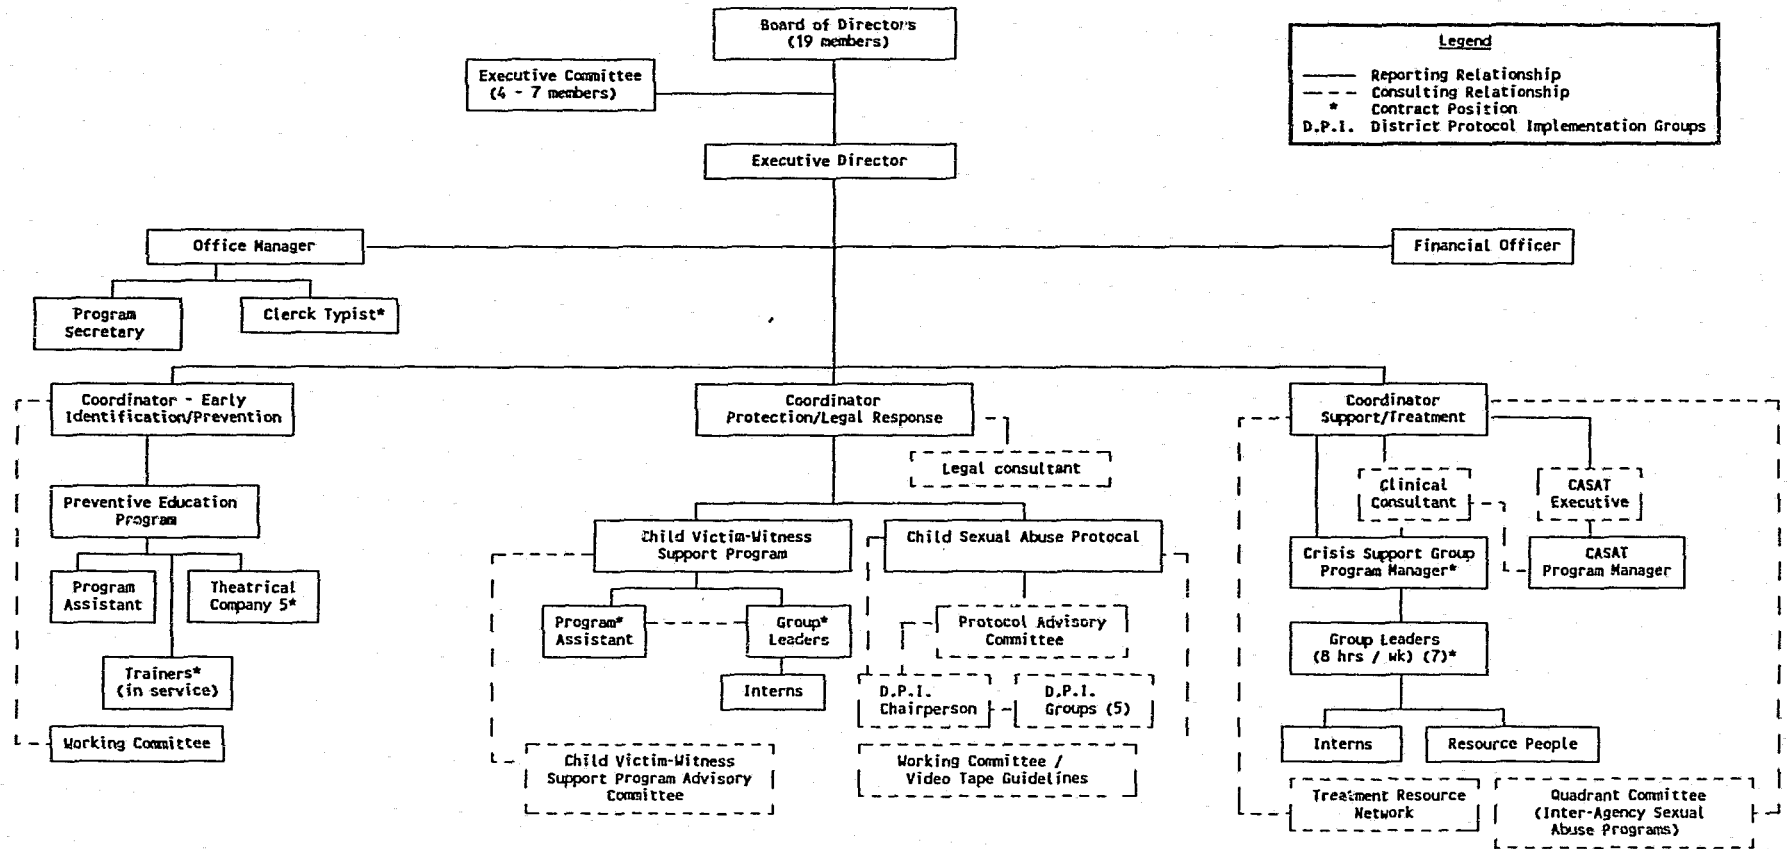 Board of Directors
(19 members)
Executive Committee
(4 - 7 members)
Legend
Reporting Relationship
Consulting Relationship
* Contract Position
D.P.I. District Protocol Implementation Groups
Executive Director
Office Manager
Financial Officer
Program
Secretary
Clerck Typist*
Coordinator - Early
Identification/Prevention
Coordinator
Protection/Legal Response
Coordinator
Support/Treatment
Legal consultant
Clinical
Consultant
CASAT
Executive
Preventive Education
Program
Child Victim-Witness
Support Program
Child Sexual Abuse Protocal
Crisis Support Group
Program Manager*
CASAT
Program Manager
Program
Assistant
Theatrical
Company 5*
Program*
Assistant
Group*
Leaders
Protocol Advisory
Committee
Group Leaders
(8 hrs / wk) (7)*
Trainers*
(in service)
Interns
D.P.I.
Chairperson
D.P.I.
Groups (5)
Working Committee
Interns
Resource People
Child Victim-Witness
Support Program Advisory
Committee
Working Committee /
Video Tape Guidelines
Treatment Resource
Network
Quadrant Committee
(Inter-Agency Sexual
Abuse Programs)